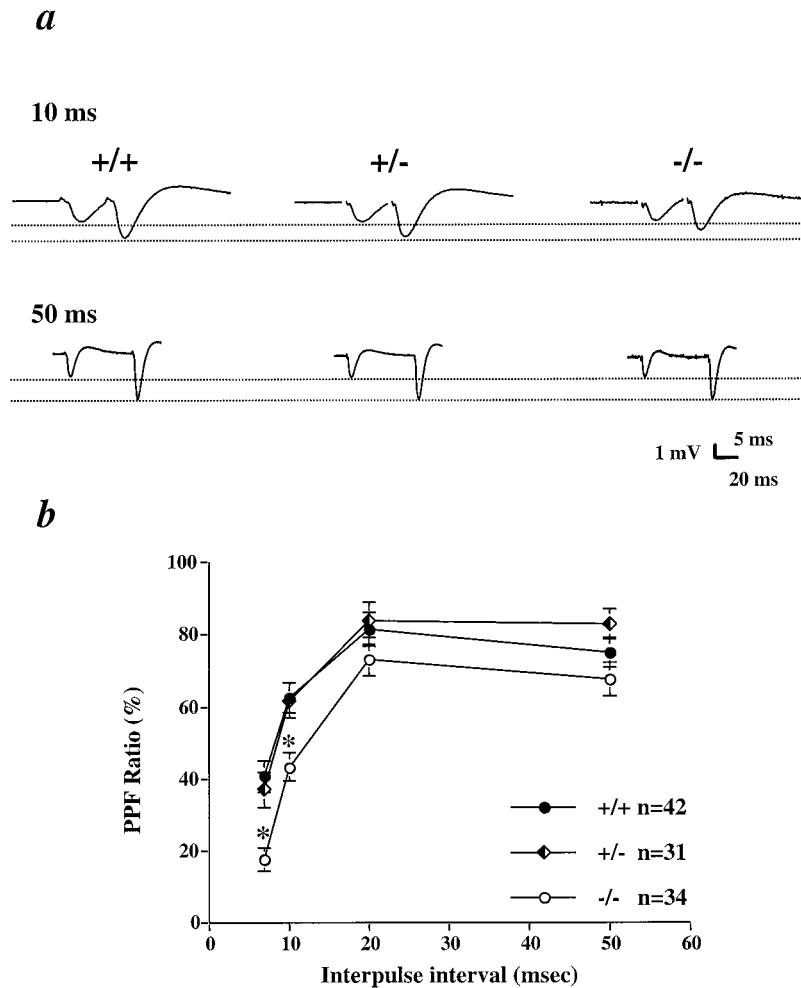 a
10 ms
+/+ +/- -/-
50 ms
1 mV 5 ms
20 ms
b
100
80
60
40
20
0
PPF Ratio (%)
*
*
+/+ n=42
+/- n=31
-/- n=34
0 10 20 30 40 50 60
Interpulse interval (msec)